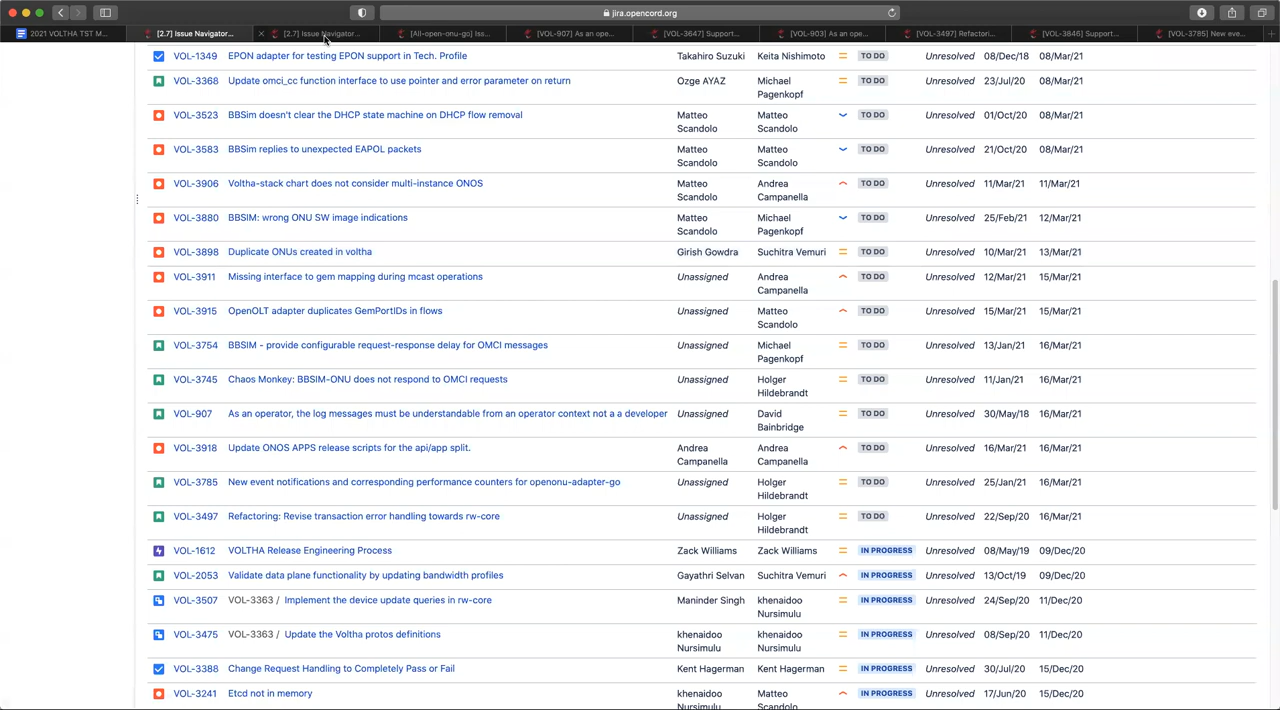 jira.opencord.org
2021 VOLTHA TST M...
[2.7] Issue Navigator...
[2.7] Issue Navigator...
[All-open-onu-go] Iss...
[VOL-907] As an ope...
[VOL-3647] Support...
[VOL-903] As an ope...
[VOL-3497] Refactori...
[VOL-3846] Support...
[VOL-3785] New eve...
VOL-1349 EPON adapter for testing EPON support in Tech. Profile Takahiro Suzuki Keita Nishimoto TO DO Unresolved 08/Dec/18 08/Mar/21
VOL-3368 Update omci_cc function interface to use pointer and error parameter on return Ozge AYAZ Michael TO DO Unresolved 23/Jul/20 08/Mar/21
Pagenkopf
VOL-3523 BBSim doesn't clear the DHCP state machine on DHCP flow removal Matteo Matteo TO DO Unresolved 01/Oct/20 08/Mar/21
Scandolo Scandolo
VOL-3583 BBSim replies to unexpected EAPOL packets Matteo Matteo TO DO Unresolved 21/Oct/20 08/Mar/21
Scandolo Scandolo
VOL-3906 Voltha-stack chart does not consider multi-instance ONOS Matteo Andrea TO DO Unresolved 11/Mar/21 11/Mar/21
Scandolo Campanella
VOL-3880 BBSIM: wrong ONU SW image indications Matteo Michael TO DO Unresolved 25/Feb/21 12/Mar/21
Scandolo Pagenkopf
VOL-3898 Duplicate ONUs created in voltha Girish Gowdra Suchitra Vemuri TO DO Unresolved 10/Mar/21 13/Mar/21
VOL-3911 Missing interface to gem mapping during mcast operations Unassigned Andrea TO DO Unresolved 12/Mar/21 15/Mar/21
Campanella
VOL-3915 OpenOLT adapter duplicates GemPortIDs in flows Unassigned Matteo TO DO Unresolved 15/Mar/21 15/Mar/21
Scandolo
VOL-3754 BBSIM - provide configurable request-response delay for OMCI messages Unassigned Michael TO DO Unresolved 13/Jan/21 16/Mar/21
Pagenkopf
VOL-3745 Chaos Monkey: BBSIM-ONU does not respond to OMCI requests Unassigned Holger TO DO Unresolved 11/Jan/21 16/Mar/21
Hildebrandt
VOL-907 As an operator, the log messages must be understandable from an operator context not a a developer Unassigned David TO DO Unresolved 30/May/18 16/Mar/21
Bainbridge
VOL-3918 Update ONOS APPS release scripts for the api/app split. Andrea Andrea TO DO Unresolved 16/Mar/21 16/Mar/21
Campanella Campanella
VOL-3785 New event notifications and corresponding performance counters for openonu-adapter-go Unassigned Holger TO DO Unresolved 25/Jan/21 16/Mar/21
Hildebrandt
VOL-3497 Refactoring: Revise transaction error handling towards rw-core Unassigned Holger TO DO Unresolved 22/Sep/20 16/Mar/21
Hildebrandt
VOL-1612 VOLTHA Release Engineering Process Zack Williams Zack Williams IN PROGRESS Unresolved 08/May/19 09/Dec/20
VOL-2053 Validate data plane functionality by updating bandwidth profiles Gayathri Selvan Suchitra Vemuri IN PROGRESS Unresolved 13/Oct/19 09/Dec/20
VOL-3507 VOL-3363 / Implement the device update queries in rw-core Maninder Singh khenaidoo IN PROGRESS Unresolved 24/Sep/20 11/Dec/20
Nursimulu
VOL-3475 VOL-3363 / Update the Voltha protos definitions khenaidoo khenaidoo IN PROGRESS Unresolved 08/Sep/20 11/Dec/20
Nursimulu Nursimulu
VOL-3388 Change Request Handling to Completely Pass or Fail Kent Hagerman Kent Hagerman IN PROGRESS Unresolved 30/Jul/20 15/Dec/20
VOL-3241 Etcd not in memory khenaidoo Matteo IN PROGRESS Unresolved 17/Jun/20 15/Dec/20
Nursimulu Scandolo